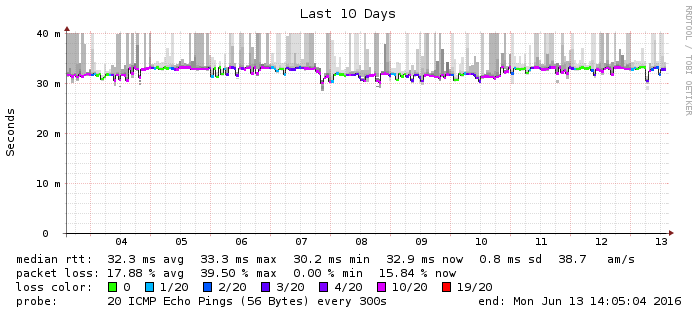 Last 10 Days
RRDTOOL / TOBI OETIKER
Seconds
40 m
30 m
20 m
10 m
0
04 05 06 07 08 09 10 11 12 13
median rtt: 32.3 ms avg 33.3 ms max 30.2 ms min 32.9 ms now 0.8 ms sd 38.7 am/s
packet loss: 17.88 % avg 39.50 % max 0.00 % min 15.84 % now
loss color: 0 1/20 2/20 3/20 4/20 10/20 19/20
probe: 20 ICMP Echo Pings (56 Bytes) every 300s end: Mon Jun 13 14:05:04 2016